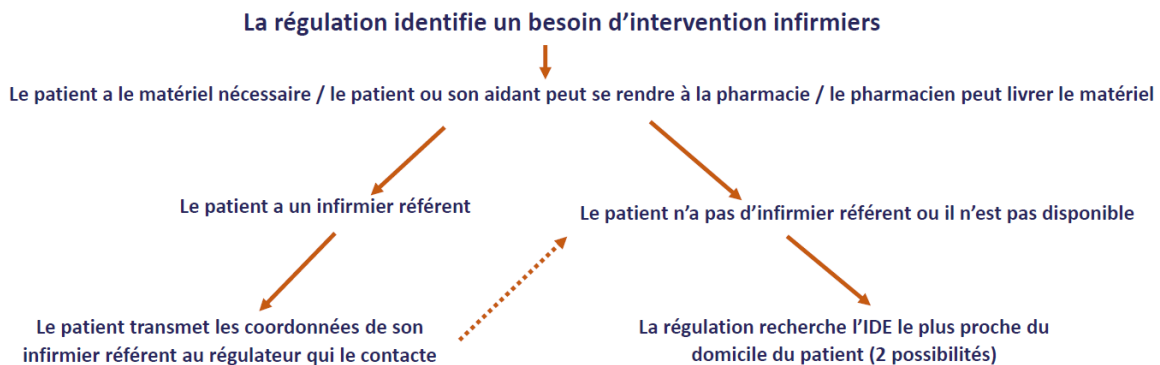 La régulation identifie un besoin d'intervention infirmiers
Le patient a le matériel nécessaire / le patient ou son aidant peut se rendre à la pharmacie / le pharmacien peut livrer le matériel
Le patient a un infirmier référent
Le patient n'a pas d'infirmier référent ou il n'est pas disponible
Le patient transmet les coordonnées de son
infirmier référent au régulateur qui le contacte
La régulation recherche l'IDE le plus proche du
domicile du patient (2 possibilités)